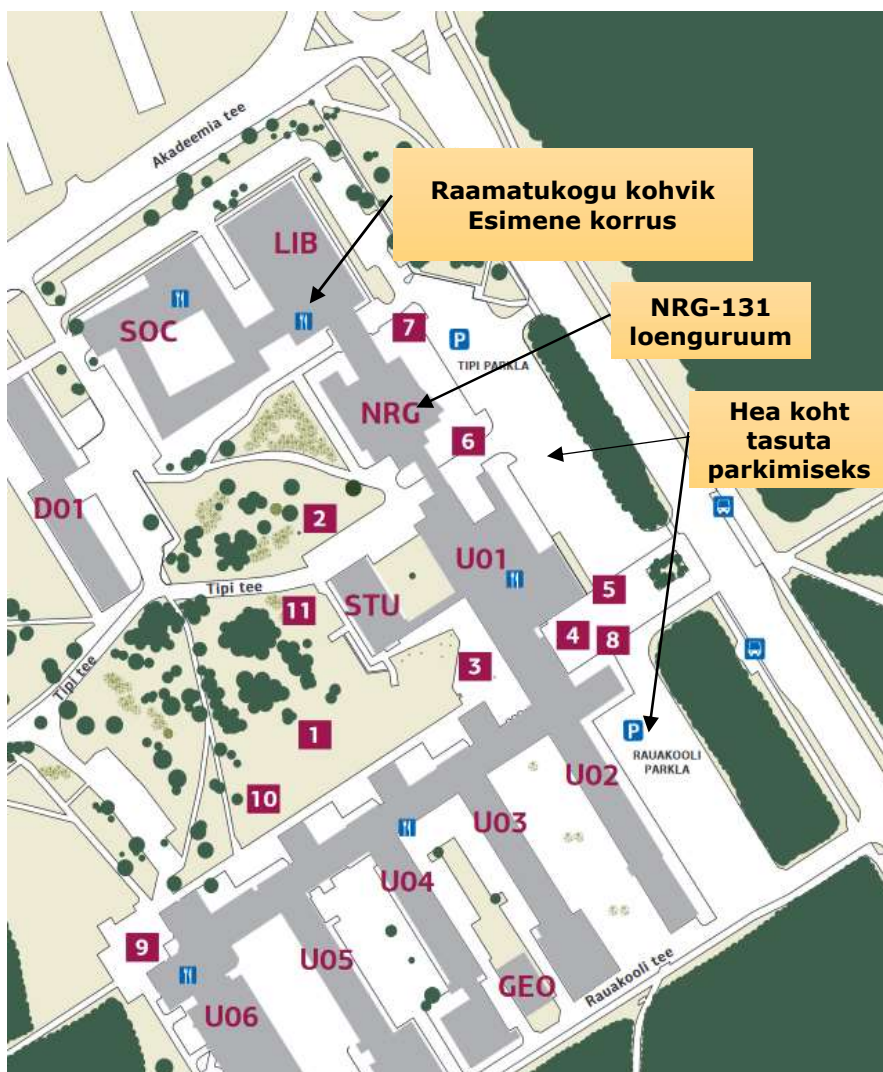 Akadeemia tee
Raamatukogu kohvik
Esimene korrus
LIB
SOC
7
P
TIPI PARKLA
NRG-131
loenguruum
NRG
6
Hea koht
tasuta
parkimiseks
D01
2
U01
Tipi tee
11
STU
5
4
8
3
Tipi tee
1
P
RAUAKOOLI
PARKLA
U02
10
U03
U04
9
U05
GEO
Rauakooli tee
U06